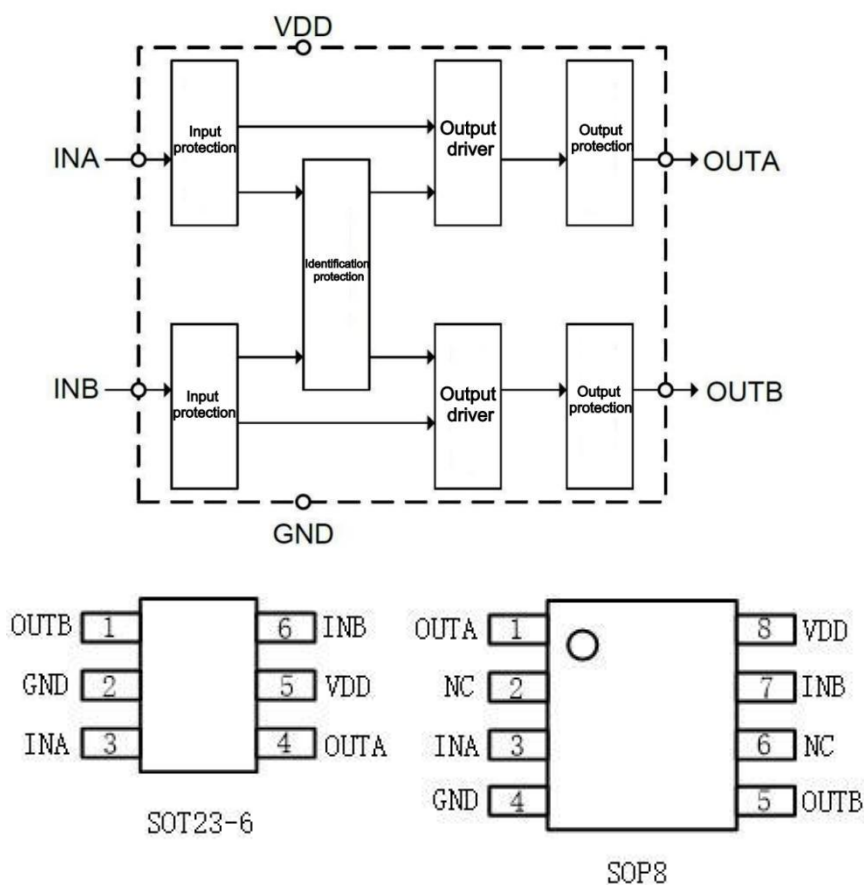 VDD
Input
protection
Output
driver
Output
protection
INA
OUTA
Identification
protection
INB
Input
protection
Output
driver
Output
protection
OUTB
GND
OUTB 1
6 INB
GND 2
5 VDD
INA 3
4 OUTA
SOT23-6
OUTA 1
8 VDD
NC 2
7 INB
INA 3
6 NC
GND 4
5 OUTB
SOP8